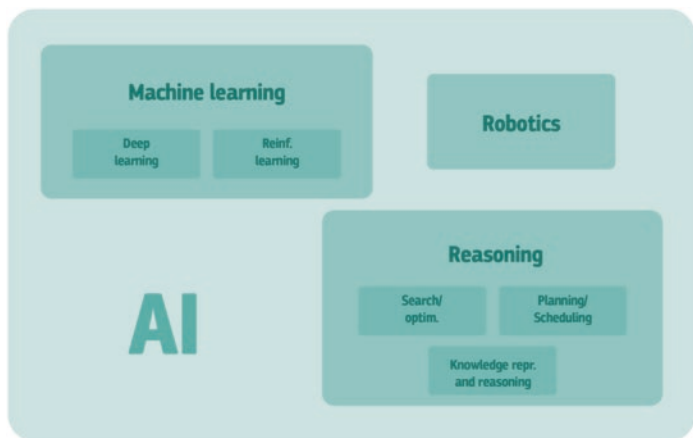 Machine learning
Deep
learning
Reinf.
learning
Robotics
Reasoning
Search/
optim.
Planning/
Scheduling
Knowledge repr.
and reasoning
AI